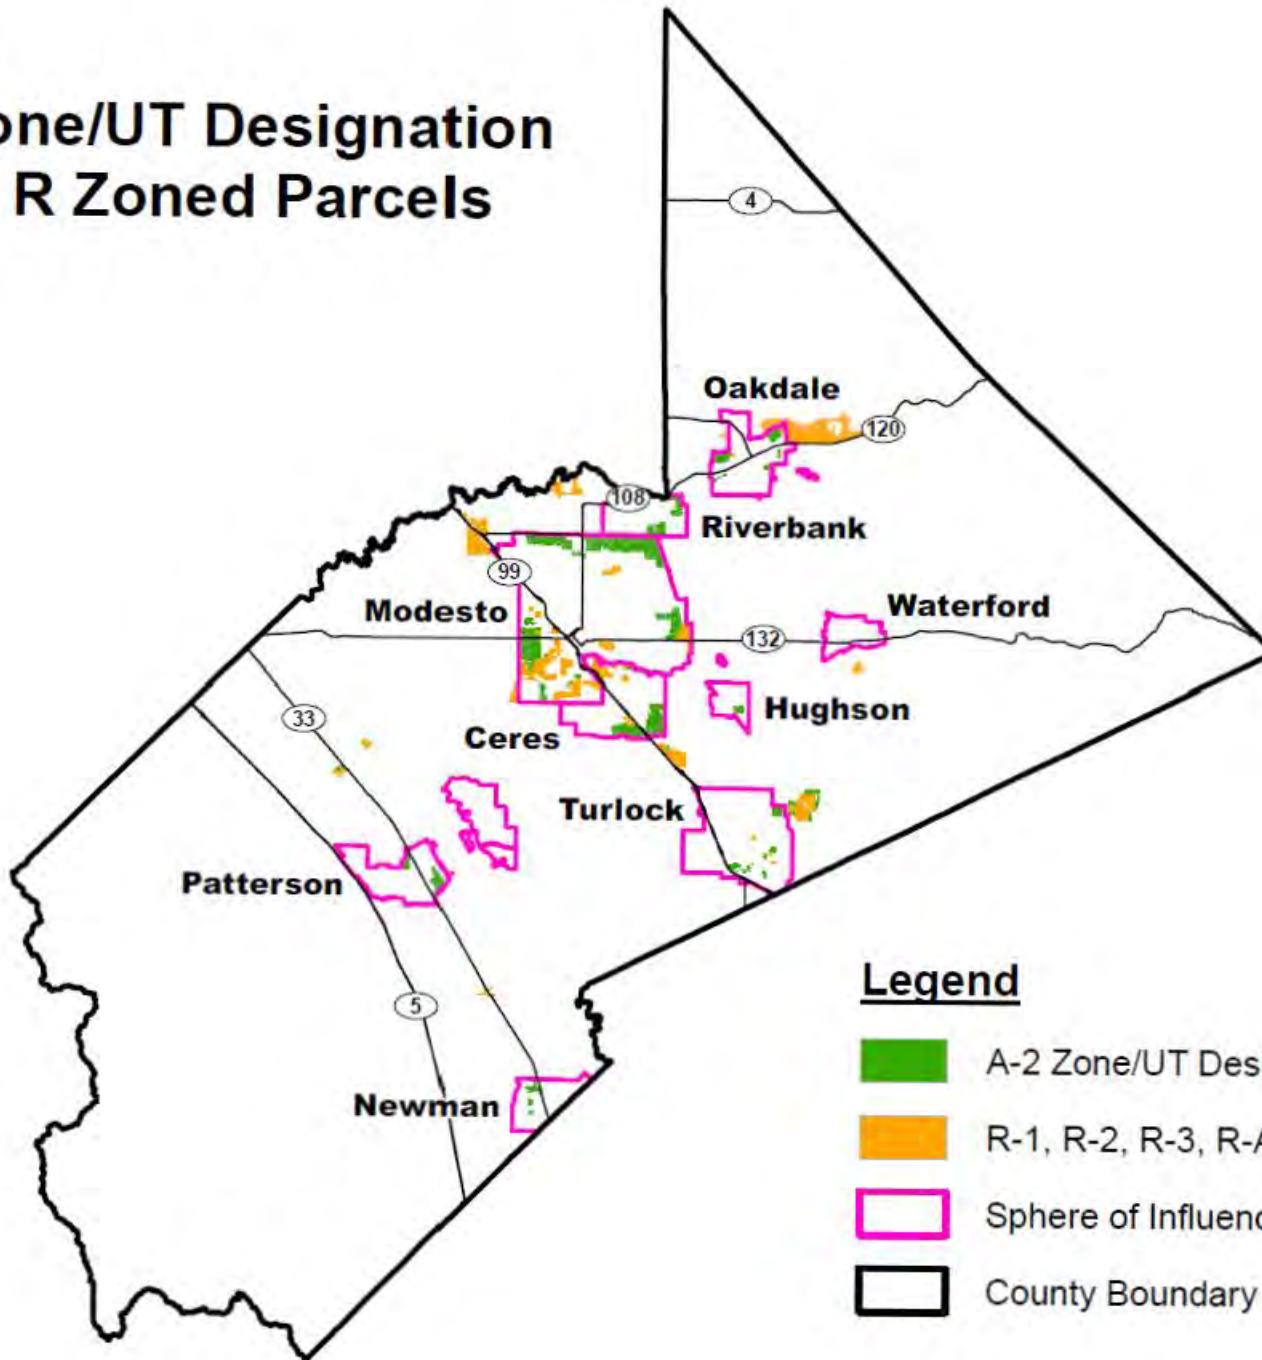 one/UT Designation
R Zoned Parcels
4
Oakdale
120
108
Riverbank
99
Modesto
Waterford
132
33
Hughson
Ceres
Turlock
Patterson
5
Newman
Legend
A-2 Zone/UT Des
R-1, R-2, R-3, R-A
Sphere of Influenc
County Boundary